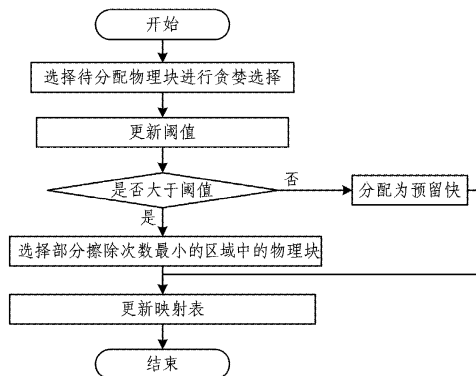 开始
选择待分配物理块进行贪婪选择
更新阈值
是否大于阈值
否
分配为预留快
是
选择部分擦除次数最小的区域中的物理块
更新映射表
结束